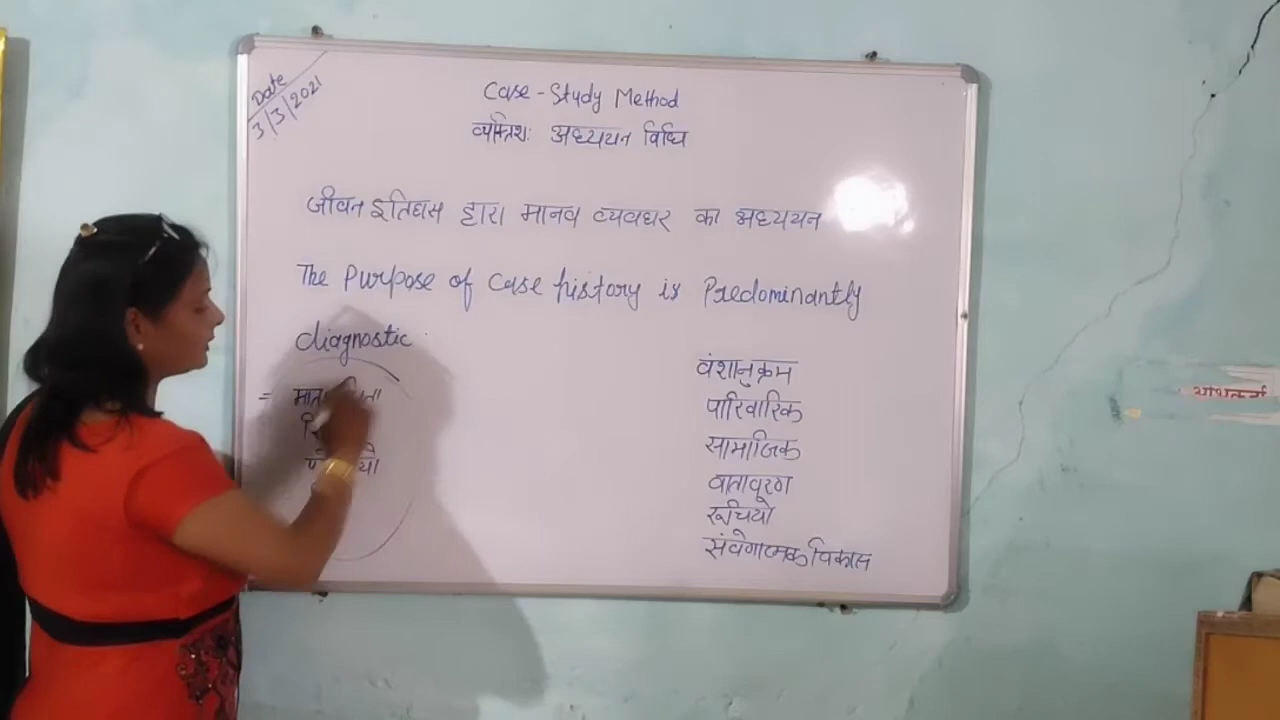 Date
3/3/2021
Case-Study Method
व्यक्तिशः अध्ययन विधि
जीवन इतिहास द्वारा मानव व्यवहार का अध्ययन
The Purpose of case history is Predominantly
diagnostic.
=
वंशानुक्रम
पारिवारिक
सामाजिक
वातावरण
रूचियो
संवेगात्मक विकास